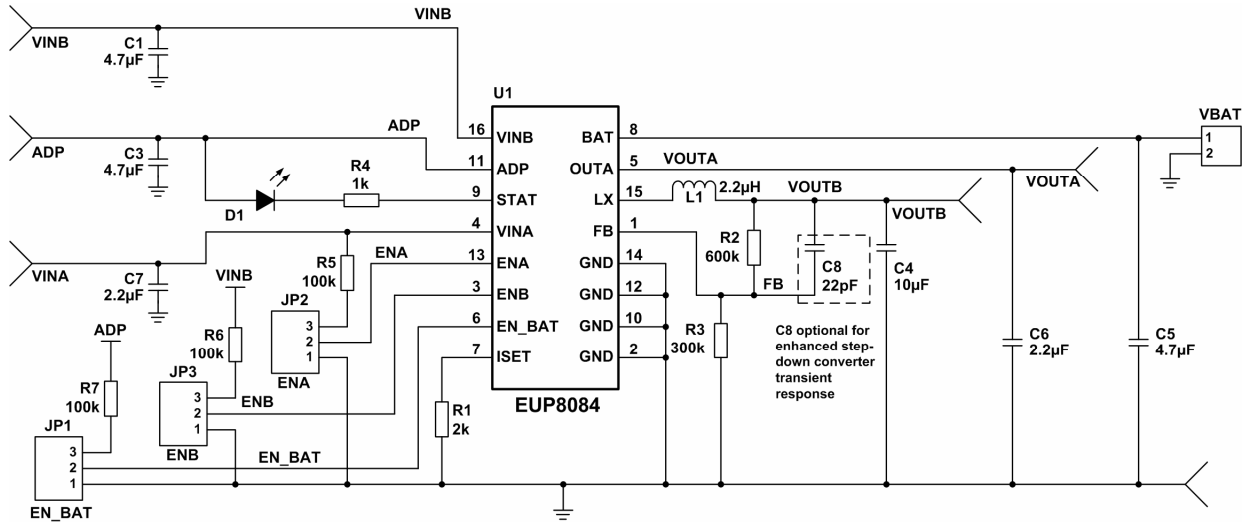 VINB
VINB
C1
4.7µF
U1
ADP
ADP
C3
4.7µF
R4
1k
D1
16 VINB
11 ADP
9 STAT
4 VINA
13 ENA
3 ENB
6 EN_BAT
7 ISET
BAT 8
OUTA 5
LX 15
FB 1
GND 14
GND 12
GND 10
GND 2
EUP8084
VBAT
1
2
VOUTA
VOUTA
2.2µH
L1
VOUTB
VOUTB
R2
600k
C8
22pF
C4
10µF
FB
R3
300k
C8 optional for
enhanced step-
down converter
transient
response
C6
2.2µF
C5
4.7µF
VINA
C7
2.2µF
VINB
R5
100k
ENA
JP2
3
2
1
ENA
ADP
R6
100k
JP3
3
2
1
ENB
ENB
R7
100k
JP1
3
2
1
EN_BAT
EN_BAT
R1
2k